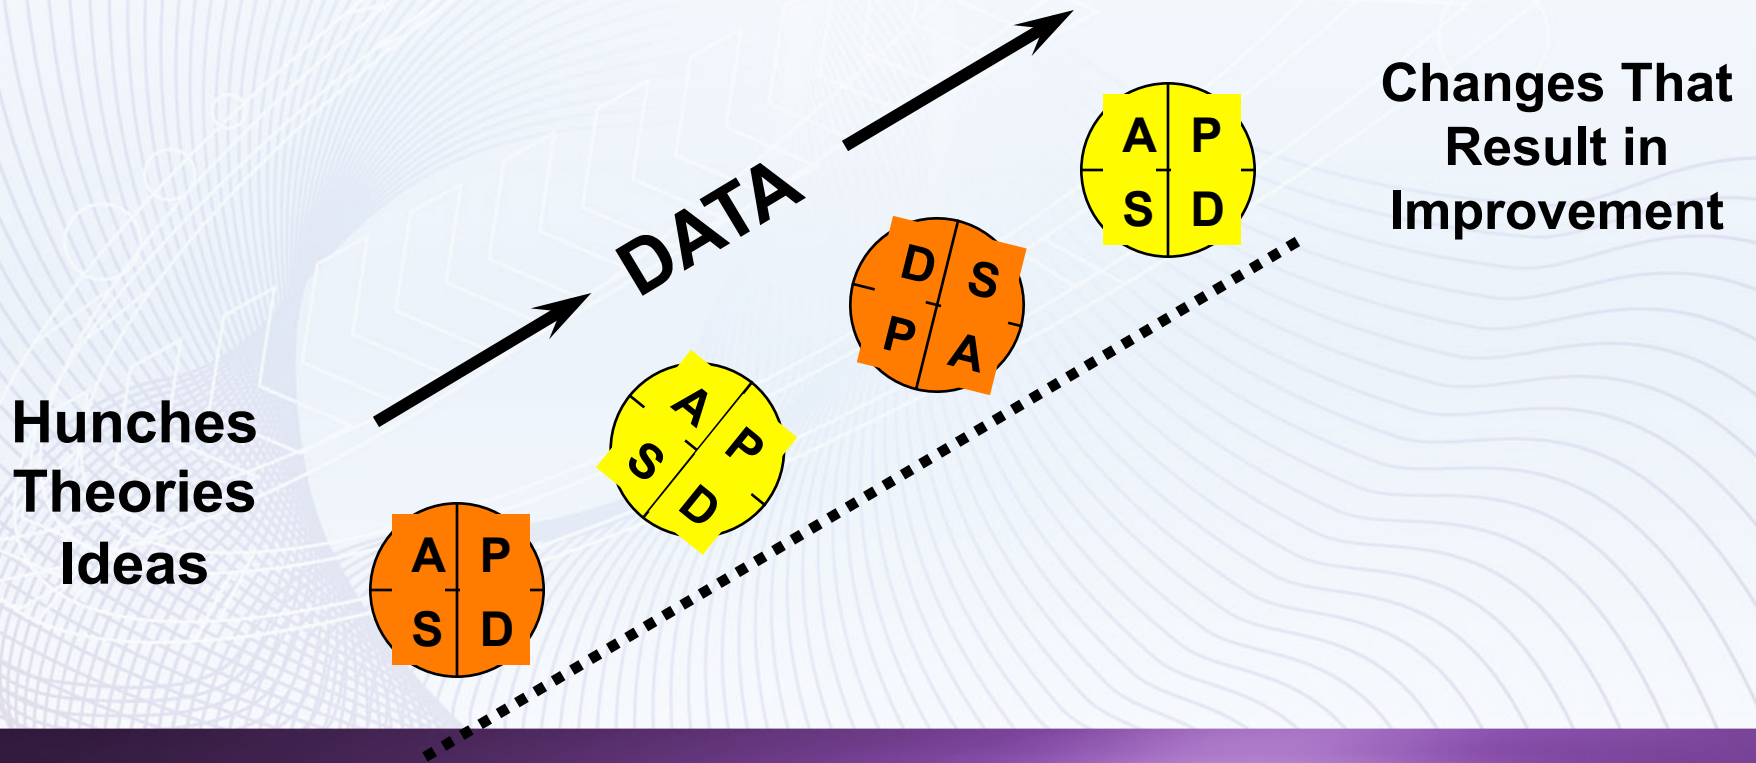 Changes That
Result in
Improvement
DATA
A P
S D
D S
P A
A P
S D
Hunches
Theories
Ideas
A P
S D